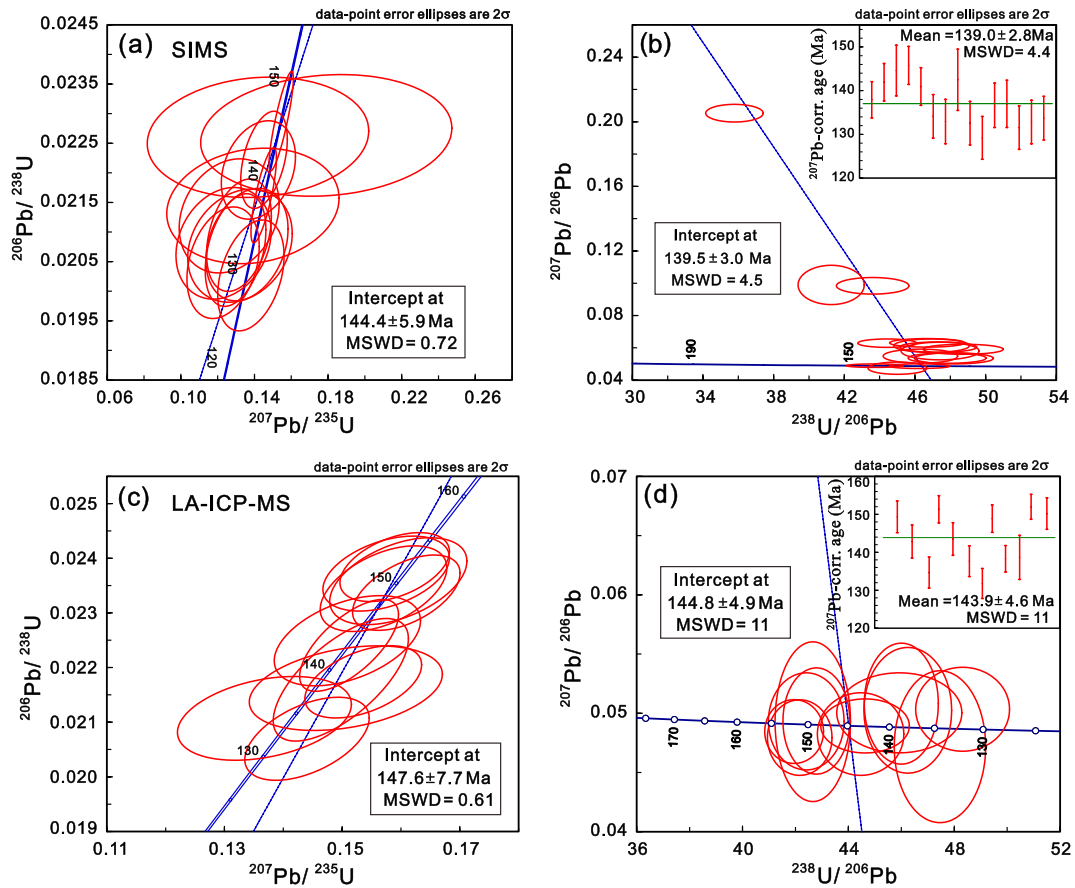 data-point error ellipses are 2σ
(a) SIMS
0.0245
0.0235
0.0225
0.0215
0.0205
0.0195
0.0185
206Pb/ 238U
150
140
130
120
Intercept at
144.4±5.9 Ma
MSWD = 0.72
0.06 0.10 0.14 0.18 0.22 0.26
207Pb/ 235U
data-point error ellipses are 2σ
(b)
0.26
0.24
0.20
0.16
0.12
0.08
0.04
207Pb/ 206Pb
Mean =139.0±2.8Ma
MSWD= 4.4
150
140
130
120
207Pb-corr. age (Ma)
Intercept at
139.5±3.0 Ma
MSWD = 4.5
190
150
30 34 38 42 46 50 54
238U/ 206Pb
data-point error ellipses are 2σ
(c) LA-ICP-MS
0.025
0.024
0.023
0.022
0.021
0.020
0.019
206Pb/ 238U
160
150
140
130
Intercept at
147.6±7.7 Ma
MSWD = 0.61
0.11 0.13 0.15 0.17
207Pb/ 235U
data-point error ellipses are 2σ
(d)
0.07
0.06
0.05
0.04
207Pb/ 206Pb
160
150
140
130
120
207Pb-corr. age (Ma)
Mean =143.9±4.6 Ma
MSWD = 11
Intercept at
144.8 ±4.9 Ma
MSWD = 11
170
160
150
140
130
36 40 44 48 52
238U/ 206Pb